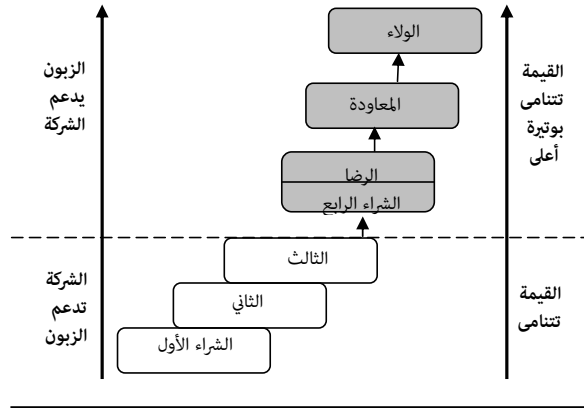 الولاء
المعاودة
الرضا
الشراء الرابع
الثالث
الثاني
الشراء الأول
القيمة
تتنامى
بوتيرة
أعلى
القيمة
تتنامى
الزبون
يدعم
الشركة
الشركة
تدعم
الزبون